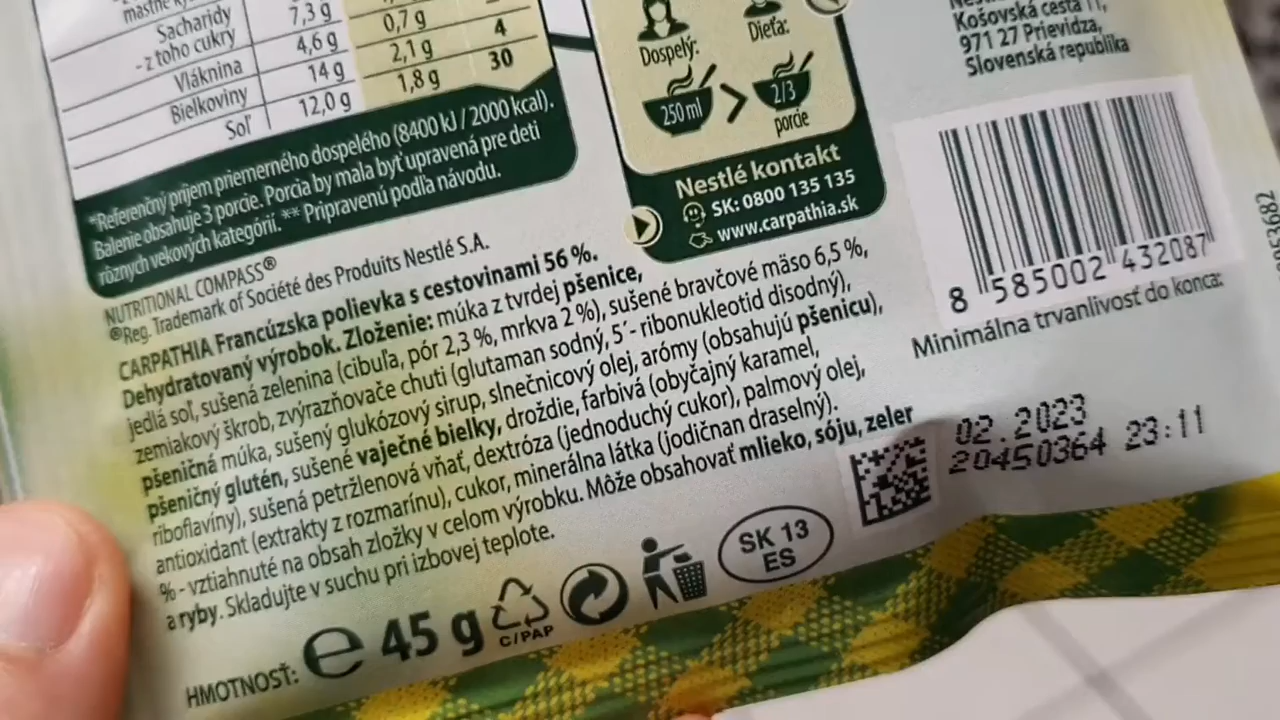 mastné
Sacharidy 7,3 g 0,7 g
- z toho cukry 4,6 g 2,1 g 4
Vláknina 14 g 1,8 g 30
Bielkoviny 12,0 g
Soľ
*Referenčný príjem priemerného dospelého (8400 kJ / 2000 kcal).
Balenie obsahuje 3 porcie. Porcia by mala byť upravená pre deti
rôznych vekových kategórií. ** Pripravenú podľa návodu.
Dospelý:
Dieťa:
250 ml
>
2/3
porcie
Nestlé kontakt
SK: 0800 135 135
www.carpathia.sk
Košovská cesta 11,
971 27 Prievidza,
Slovenská republika
NUTRITIONAL COMPASS®
®Reg. Trademark of Société des Produits Nestlé S.A.
CARPATHIA Francúzska polievka s cestovinami 56 %.
Dehydratovaný výrobok. Zloženie: múka z tvrdej pšenice,
jedlá soľ, sušená zelenina (cibuľa, pór 2,3 %, mrkva 2 %), sušené bravčové mäso 6,5 %,
zemiakový škrob, zvýrazňovače chuti (glutaman sodný, 5´- ribonukleotid disodný),
pšeničná múka, sušený glukózový sirup, slnečnicový olej, arómy (obsahujú pšenicu),
pšeničný glutén, sušené vaječné bielky, droždie, farbivá (obyčajný karamel,
riboflavíny), sušená petržlenová vňať, dextróza (jednoduchý cukor), palmový olej,
antioxidant (extrakty z rozmarínu), cukor, minerálna látka (jodičnan draselný).
% - vztiahnuté na obsah zložky v celom výrobku. Môže obsahovať mlieko, sóju, zeler
a ryby. Skladujte v suchu pri izbovej teplote.
HMOTNOSŤ: e 45 g
C/PAP
SK 13
ES
8 585002 432087
Minimálna trvanlivosť do konca:
02.2023
20450364 23:11